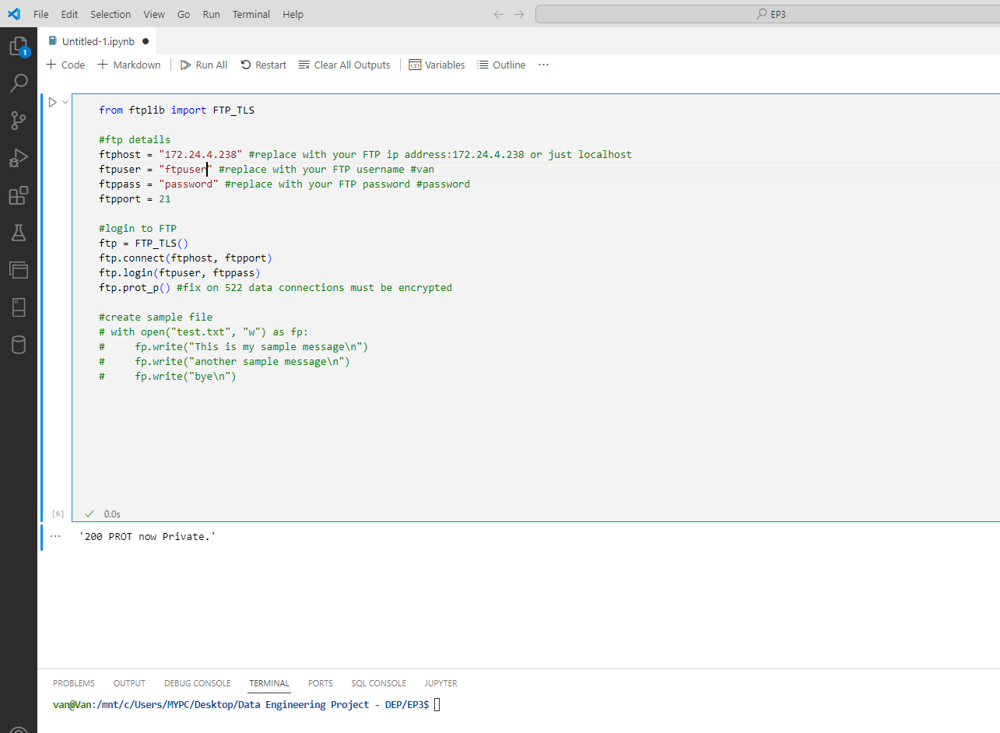 File Edit Selection View Go Run Terminal Help
EP3
1
Untitled-1.ipynb
Code Markdown Run All Restart Clear All Outputs Variables Outline ...
from ftplib import FTP_TLS
#ftp details
ftphost = "172.24.4.238" #replace with your FTP ip address:172.24.4.238 or just localhost
ftpuser = "ftpuser" #replace with your FTP username #van
ftppass = "password" #replace with your FTP password #password
ftpport = 21
#login to FTP
ftp = FTP_TLS()
ftp.connect(ftphost, ftpport)
ftp.login(ftpuser, ftppass)
ftp.prot_p() #fix on 522 data connections must be encrypted
#create sample file
# with open("test.txt", "w") as fp:
#     fp.write("This is my sample message\n")
#     fp.write("another sample message\n")
#     fp.write("bye\n")
[6] 0.0s
... '200 PROT now Private.'
PROBLEMS OUTPUT DEBUG CONSOLE TERMINAL PORTS SQL CONSOLE JUPYTER
van@Van:/mnt/c/Users/MYPC/Desktop/Data Engineering Project - DEP/EP3$